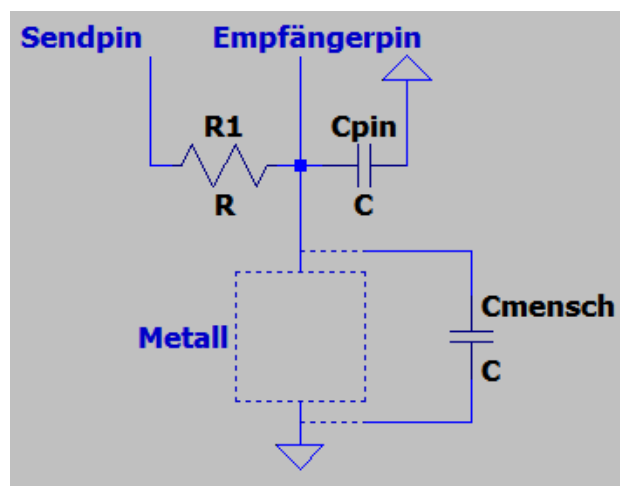 Sendpin
Empfängerpin
R1
Cpin
R
C
Cmensch
Metall
C